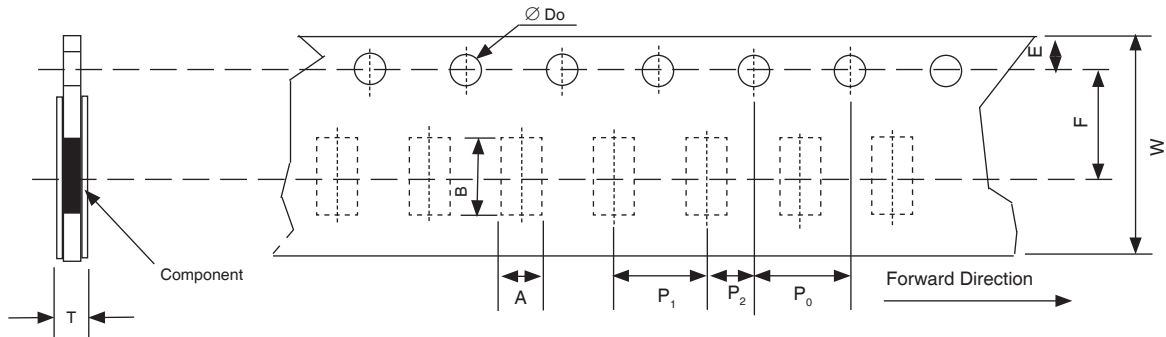 Ø Do
E
F
W
B
Component
A
P₁
P₂
P₀
Forward Direction
T